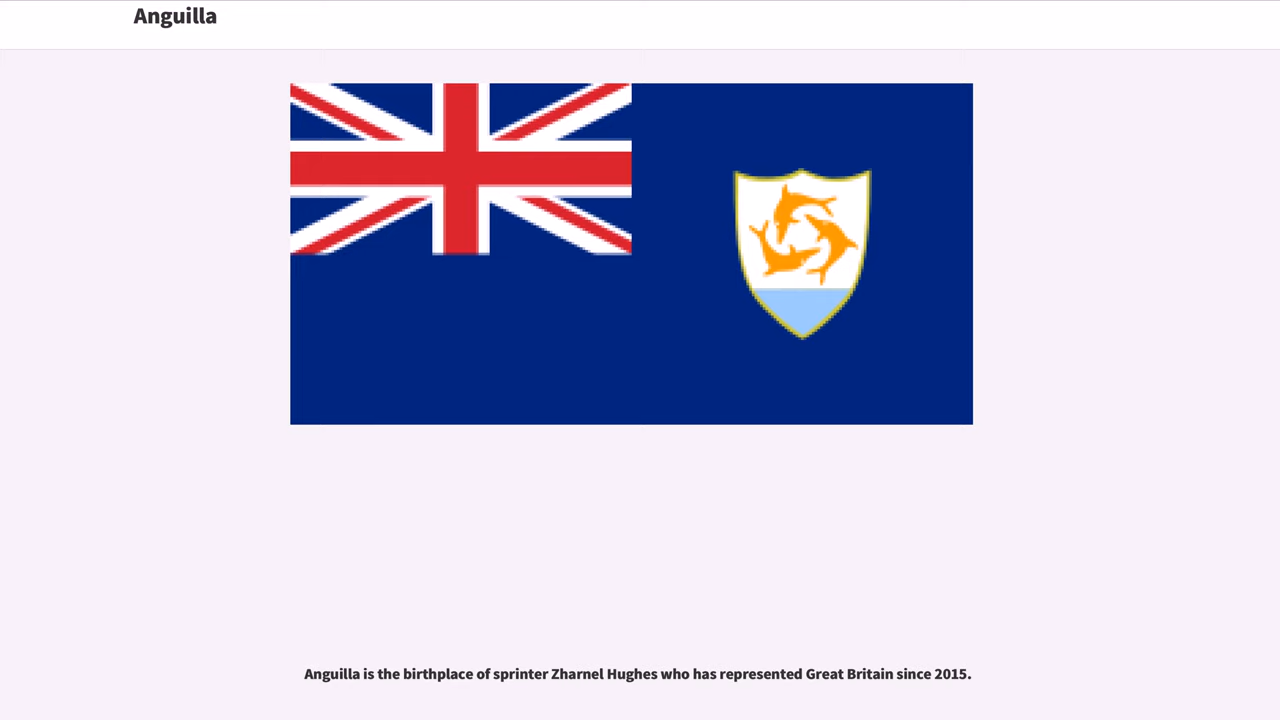 Anguilla
Anguilla is the birthplace of sprinter Zharnel Hughes who has represented Great Britain since 2015.